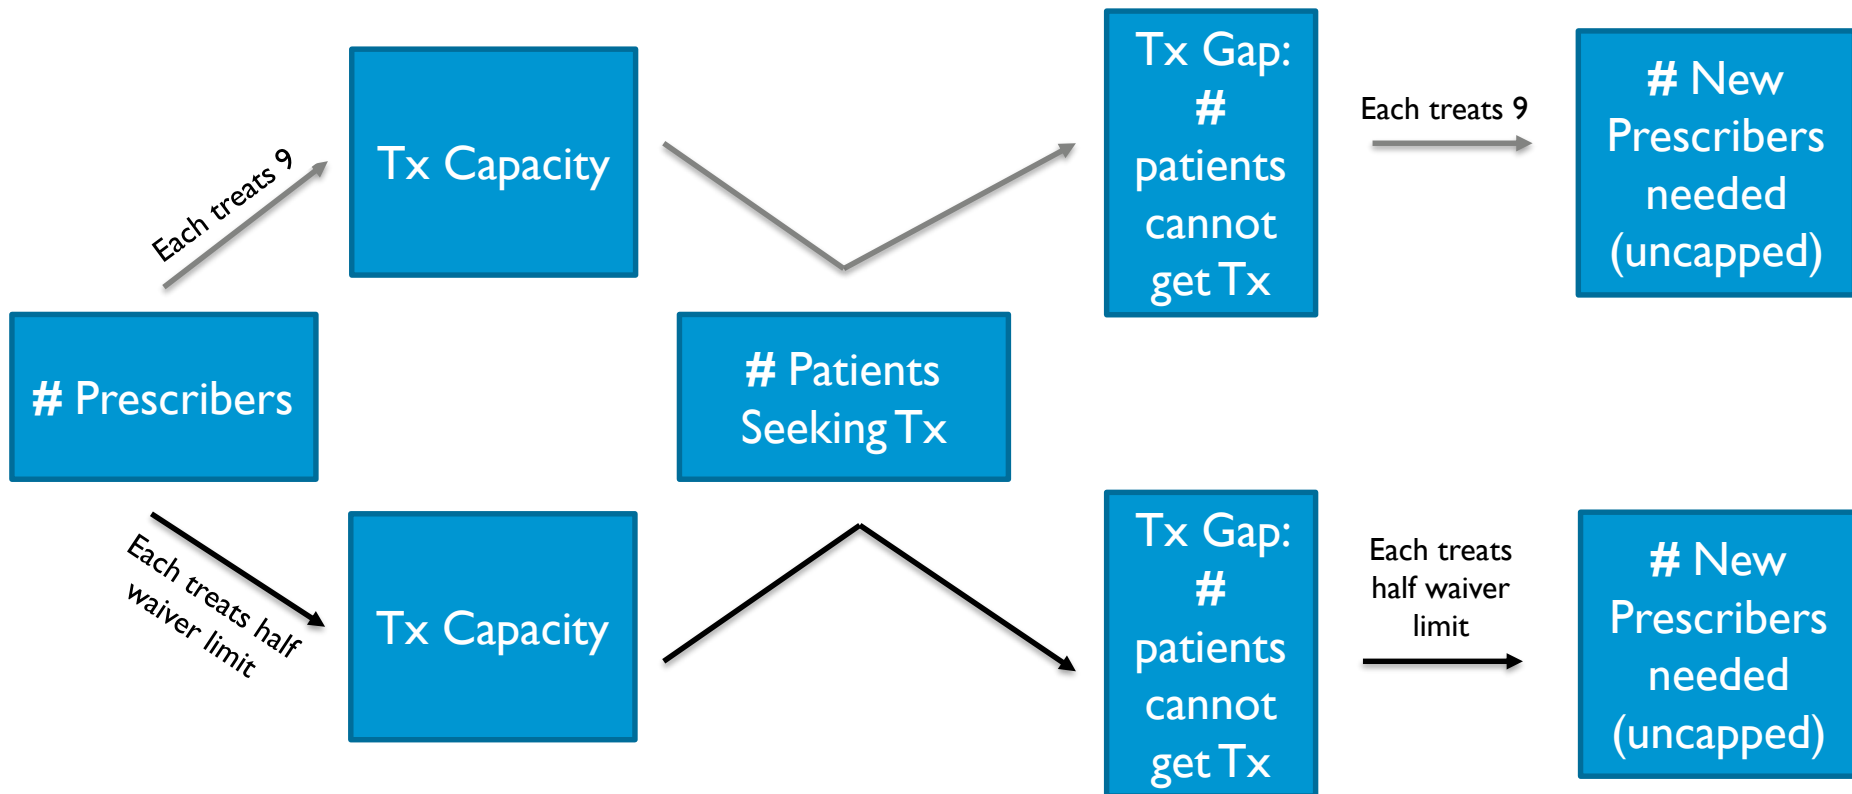 # Prescribers
Each treats 9
Tx Capacity
Each treats half
waiver limit
Tx Capacity
# Patients
Seeking Tx
Tx Gap:
#
patients
cannot
get Tx
Each treats 9
# New
Prescribers
needed
(uncapped)
Tx Gap:
#
patients
cannot
get Tx
Each treats
half waiver
limit
# New
Prescribers
needed
(uncapped)